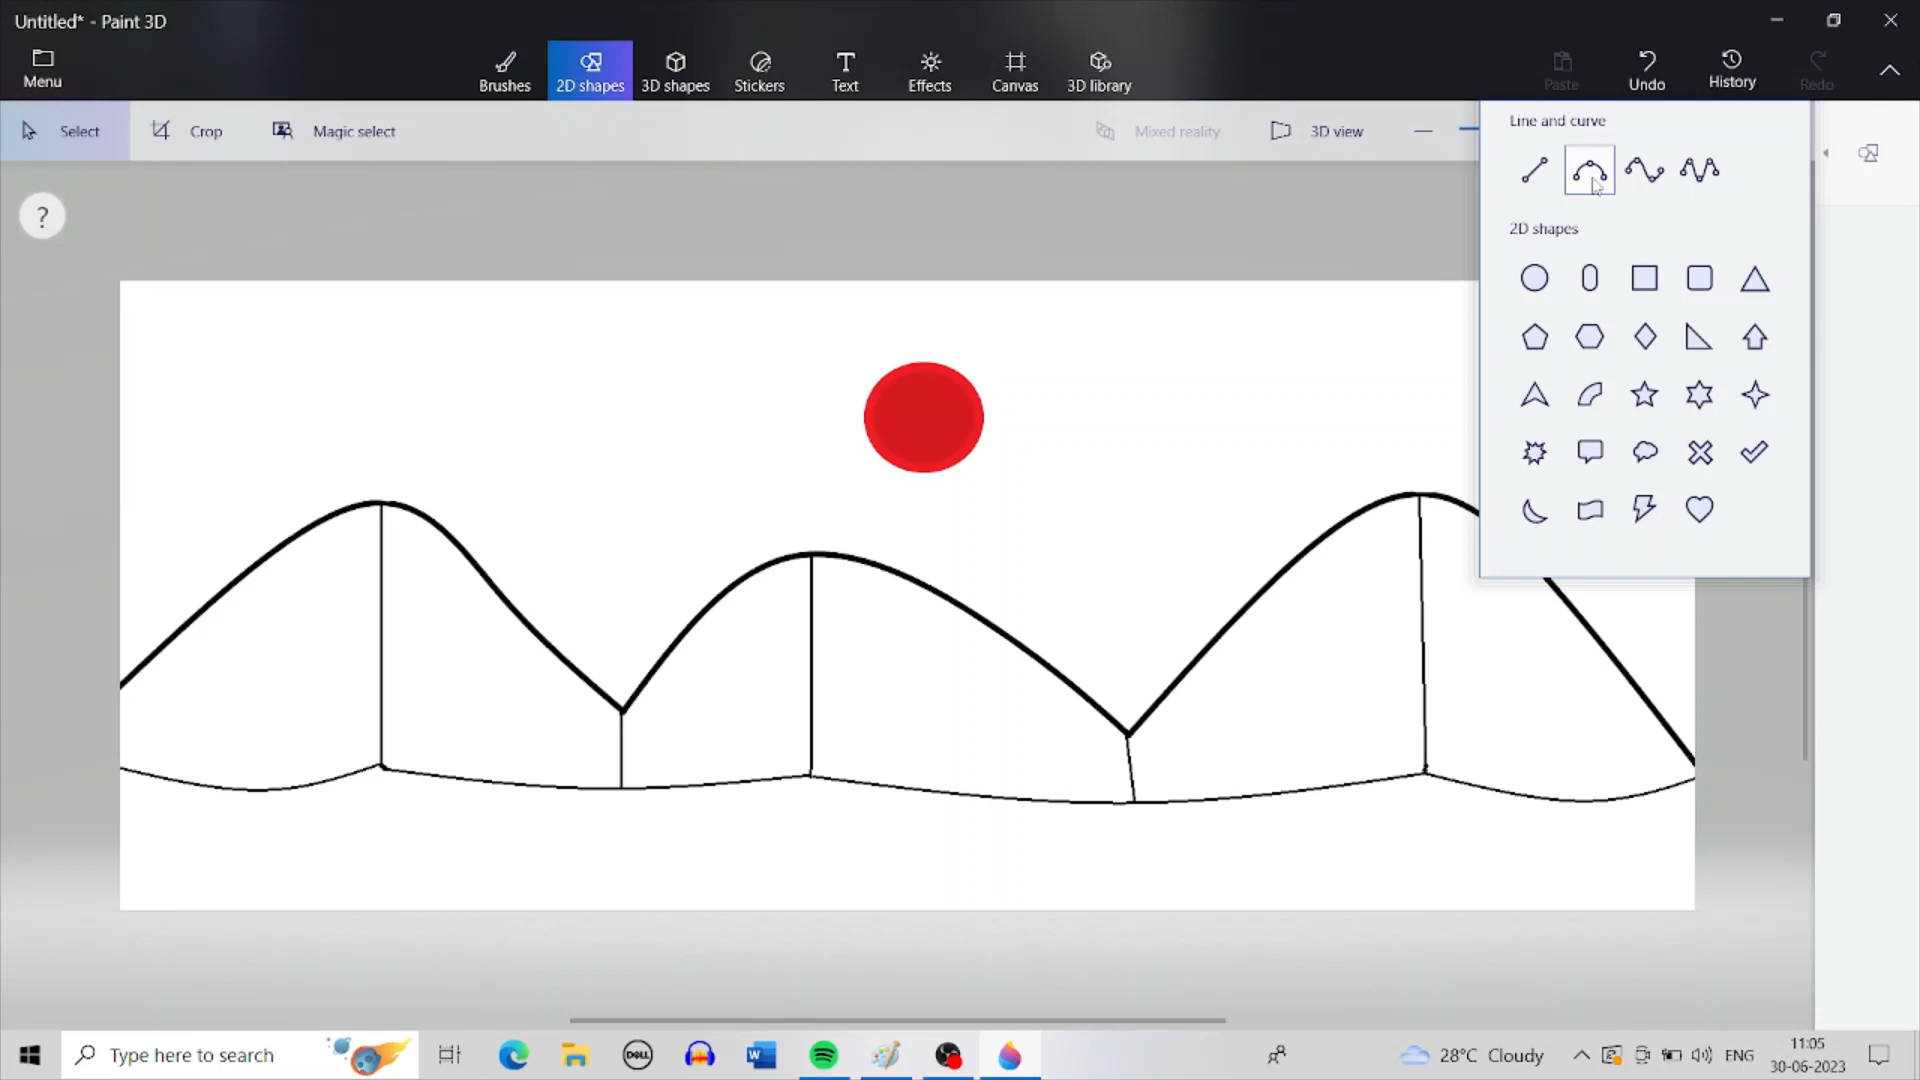 Untitled* - Paint 3D
Menu
Brushes
2D shapes
3D shapes
Stickers
Text
Effects
Canvas
3D library
Paste
Undo
History
Redo
Select
Crop
Magic select
Mixed reality
3D view
Line and curve
?
2D shapes
Type here to search
DELL
W
28°C Cloudy
ENG
11:05
30-06-2023